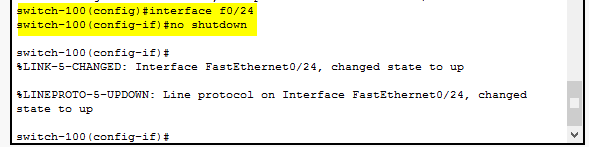 switch-100(config)#interface f0/24
switch-100(config-if)#no shutdown
switch-100(config-if)#
%LINK-5-CHANGED: Interface FastEthernet0/24, changed state to up
%LINEPROTO-5-UPDOWN: Line protocol on Interface FastEthernet0/24, changed
state to up
switch-100(config-if)#